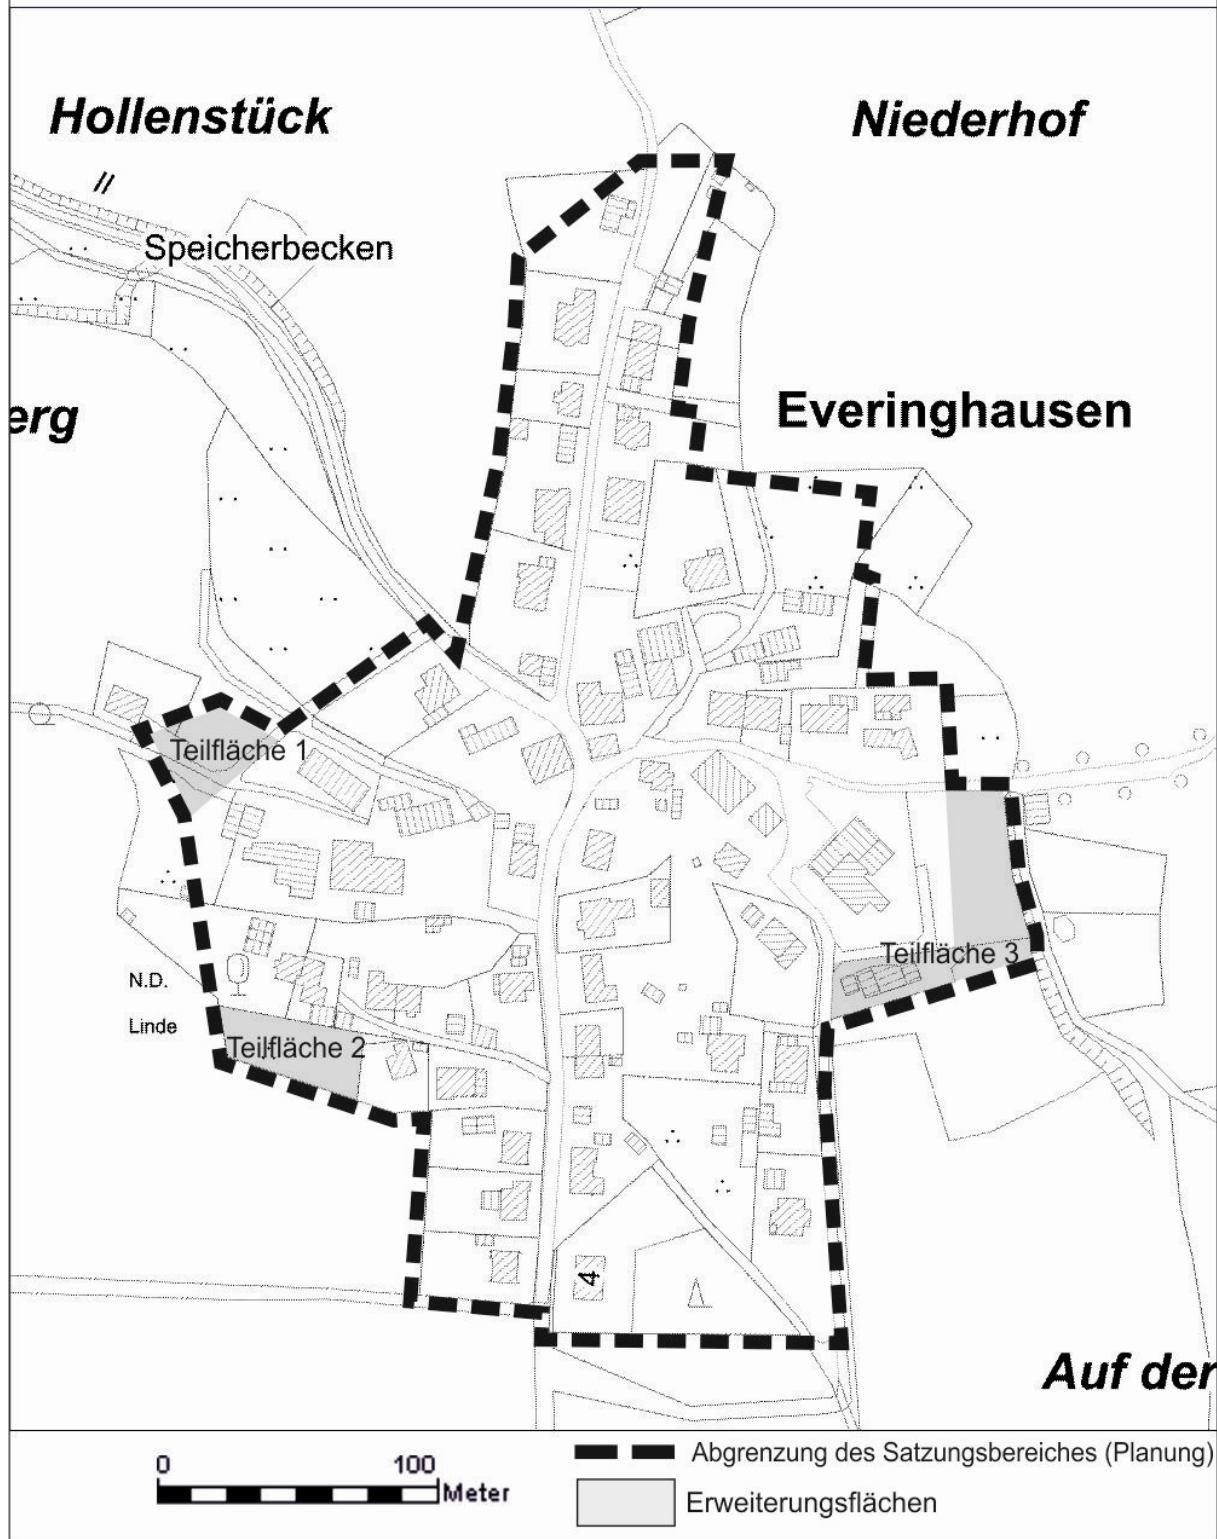 Hollenstück
Niederhof
Speicherbecken
erg
Everinghausen
Teilfläche 1
Teilfläche 3
N.D.
Linde
Teilfläche 2
4
Auf der
0 100
Meter
Abgrenzung des Satzungsbereiches (Planung)
Erweiterungsflächen